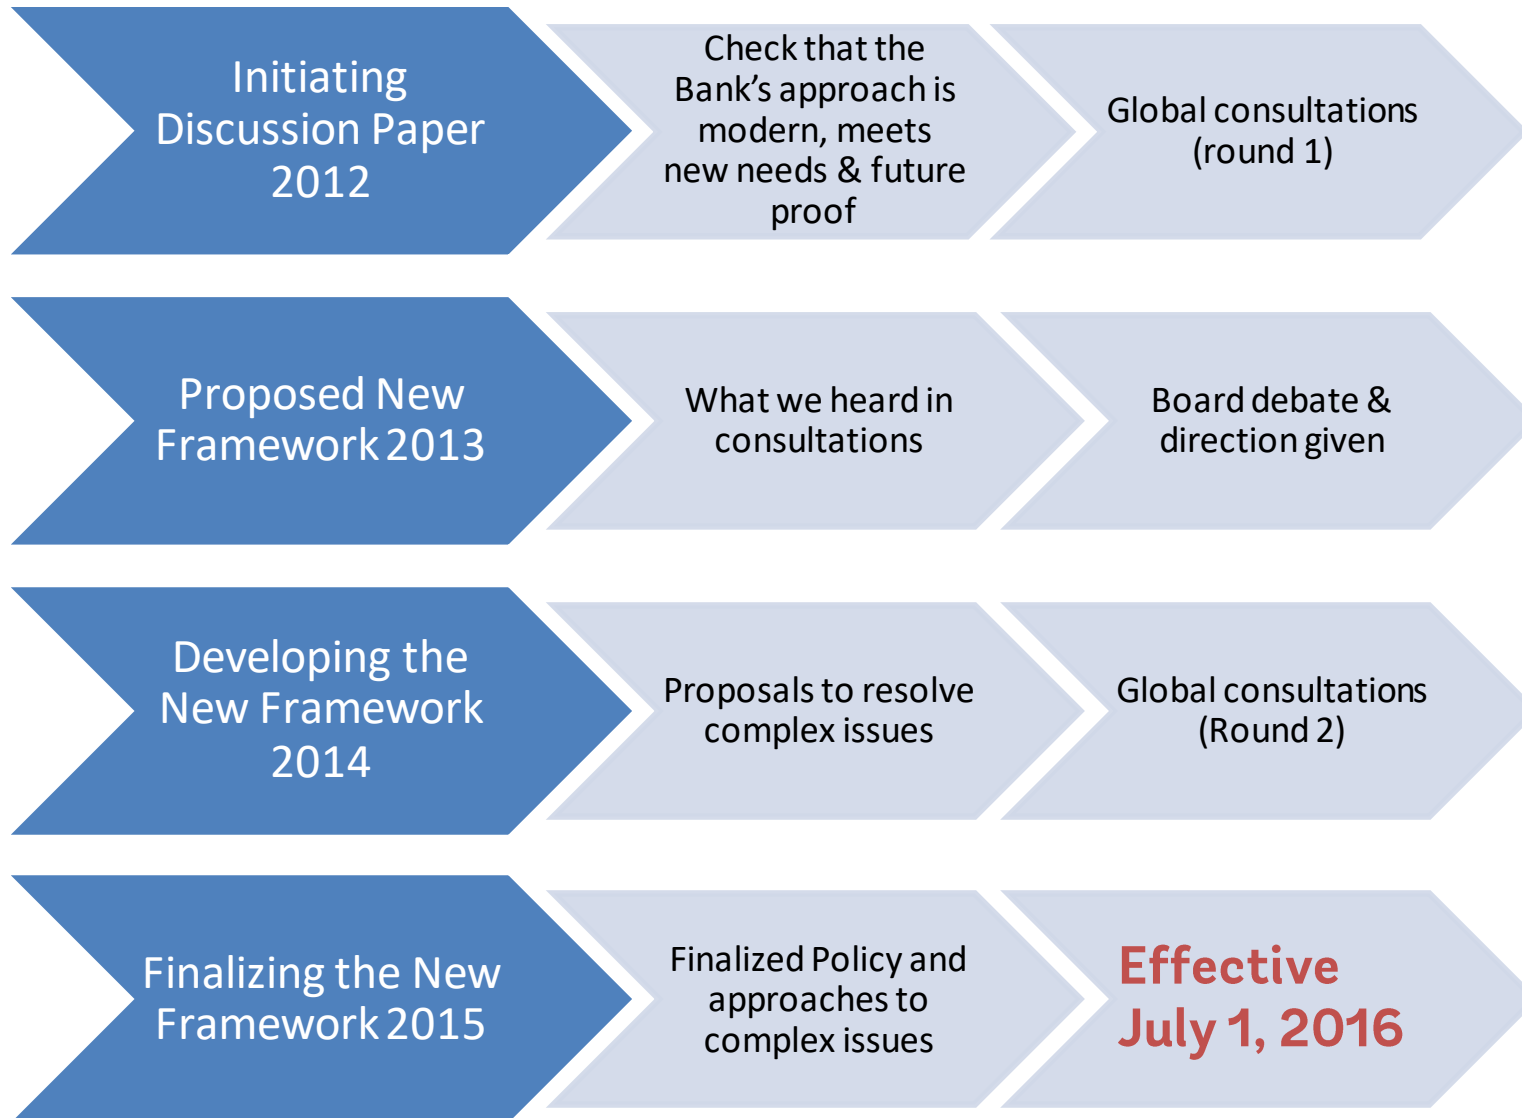 Initiating
Discussion Paper
2012
Check that the
Bank’s approach is
modern, meets
new needs & future
proof
Global consultations
(round 1)
Proposed New
Framework 2013
What we heard in
consultations
Board debate &
direction given
Developing the
New Framework
2014
Proposals to resolve
complex issues
Global consultations
(Round 2)
Finalizing the New
Framework 2015
Finalized Policy and
approaches to
complex issues
Effective
July 1, 2016